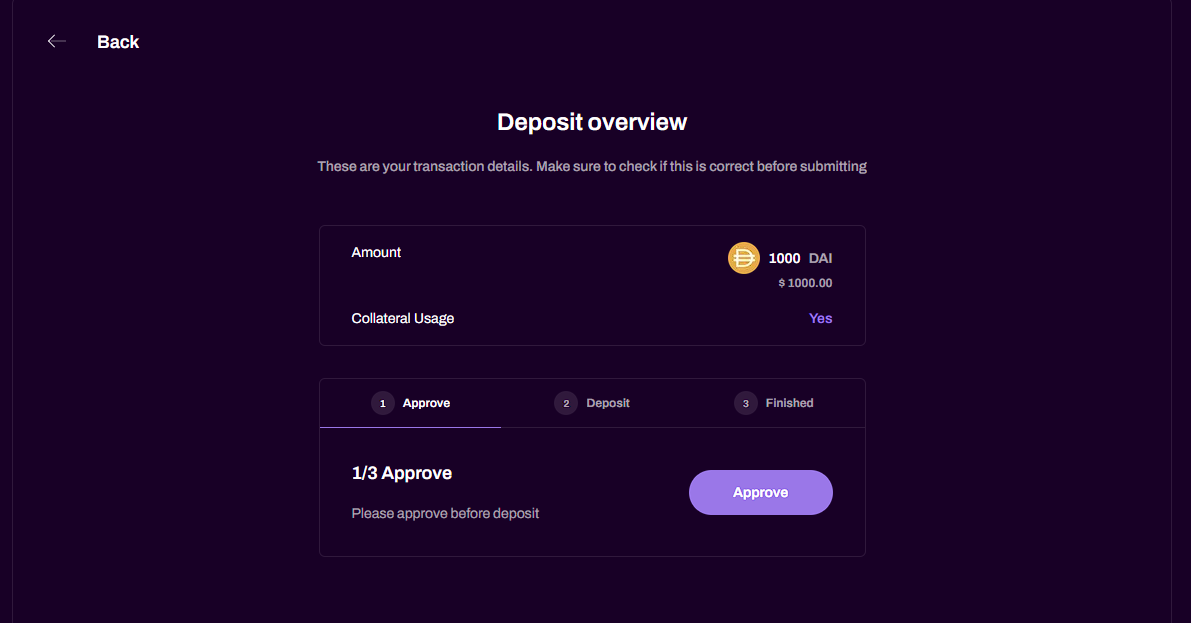 Back
Deposit overview
These are your transaction details. Make sure to check if this is correct before submitting
Amount
1000 DAI
$ 1000.00
Collateral Usage
Yes
1 Approve
2 Deposit
3 Finished
1/3 Approve
Approve
Please approve before deposit